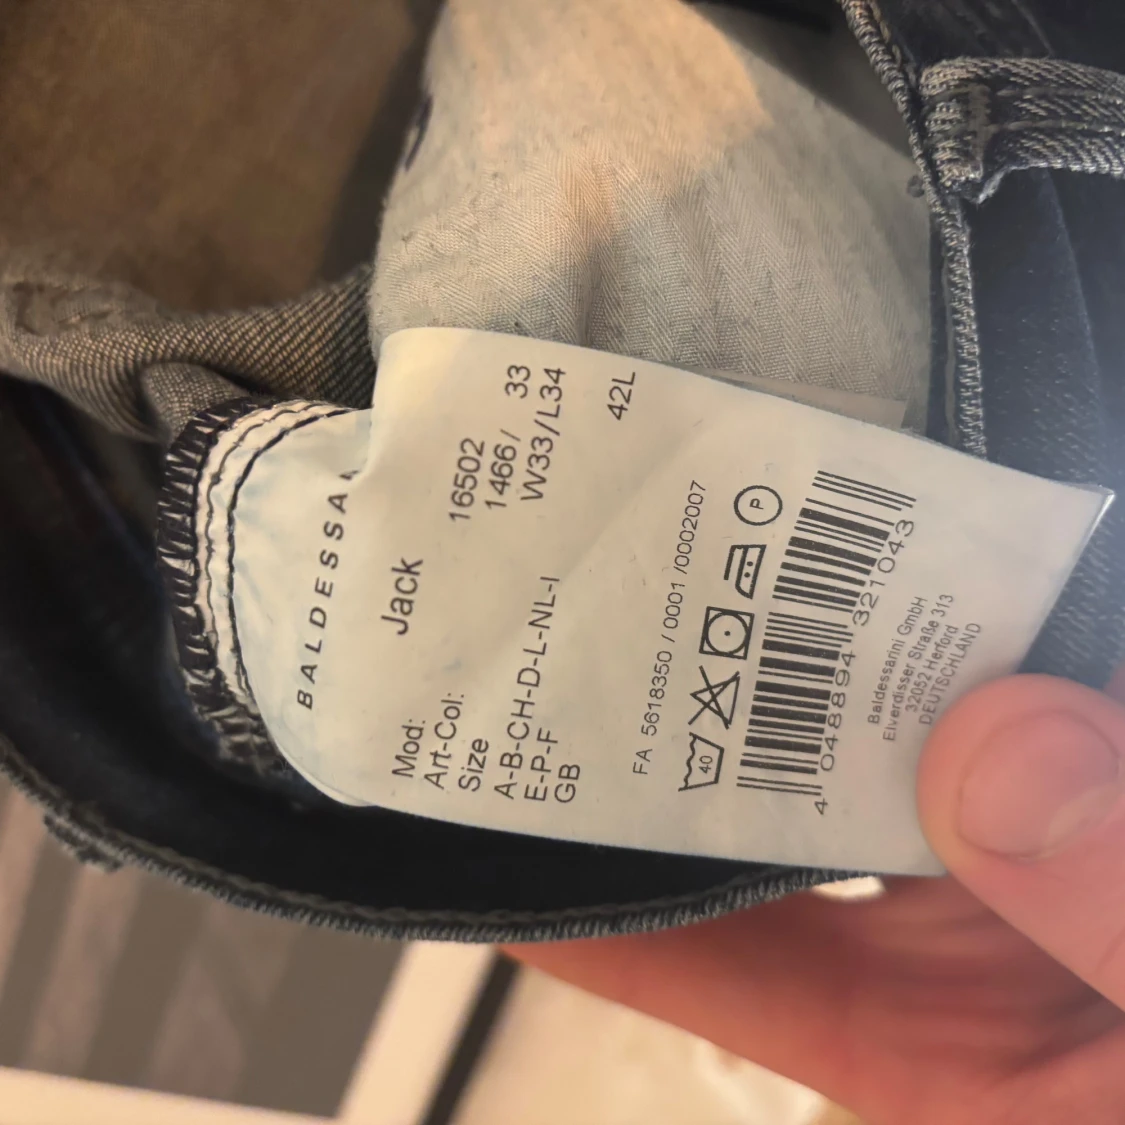 BALDESSA
Mod: Jack
Art-Col: 16502
1466/ 33
Size W33/L34
A-B-CH-D-L-NL-I
E-P-F
GB 42L
FA 5618350 / 0001 /0002007
40 P
4 048894 321043
Baldessarini GmbH
Elverdisser Straße 313
32052 Herford
DEUTSCHLAND